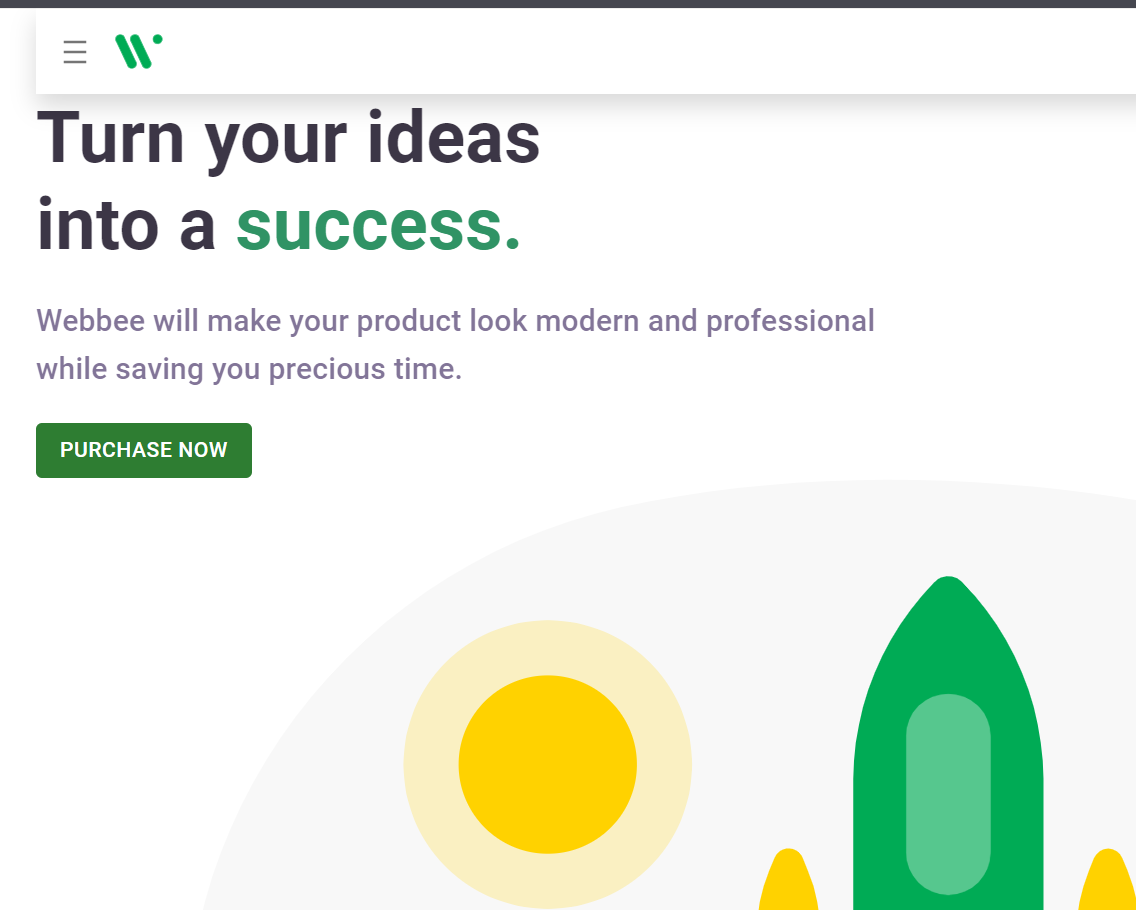 Turn your ideas
into a success.
Webbee will make your product look modern and professional
while saving you precious time.
PURCHASE NOW